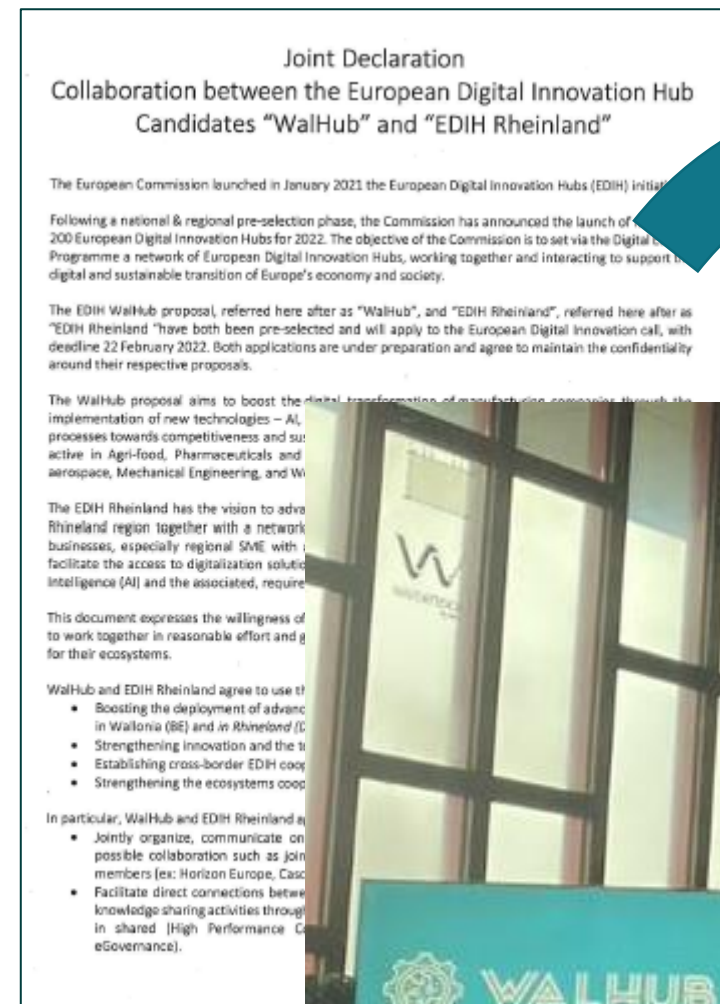 Joint Declaration
Collaboration between the European Digital Innovation Hub
Candidates "WalHub" and "EDIH Rheinland"
The European Commission launched in January 2021 the European Digital Innovation Hubs (EDIH)
Following a national & regional pre-selection phase, the Commission has announced the launch of
200 European Digital Innovation Hubs for 2022. The objective of the Commission is to set via the Digital
Programme a network of European Digital Innovation Hubs, working together and interacting to support
digital and sustainable transition of Europe's economy and society.
The EDIH WalHub proposal, referred here after as "WalHub", and "EDIH Rheinland", referred here after as
"EDIH Rheinland "have both been pre-selected and will apply to the European Digital Innovation call, with
deadline 22 February 2022. Both applications are under preparation and agree to maintain the confidentiality
around their respective proposals.
The WalHub proposal aims to boost the digital transformation of manufacturing companies through the
implementation of new technologies – AI,
processes towards competitiveness and
active in Agri-food, Pharmaceuticals and
aerospace, Mechanical Engineering, and
The EDIH Rheinland has the vision to
Rhineland region together with a network
businesses, especially regional SME with
facilitate the access to digitalization
Intelligence (AI) and the associated,
This document expresses the willingness of
to work together in reasonable effort and
for their ecosystems.
WalHub and EDIH Rheinland agree to use
• Boosting the deployment of
in Wallonia (BE) and in Rhineland
• Strengthening innovation and the
• Establishing cross-border EDIH
• Strengthening the ecosystems
In particular, WalHub and EDIH Rheinland
• Jointly organize, communicate on
possible collaboration such as
members (ex: Horizon Europe,
• Facilitate direct connections
knowledge sharing activities
in shared (High Performance
eGovernance).
W
WALHUB